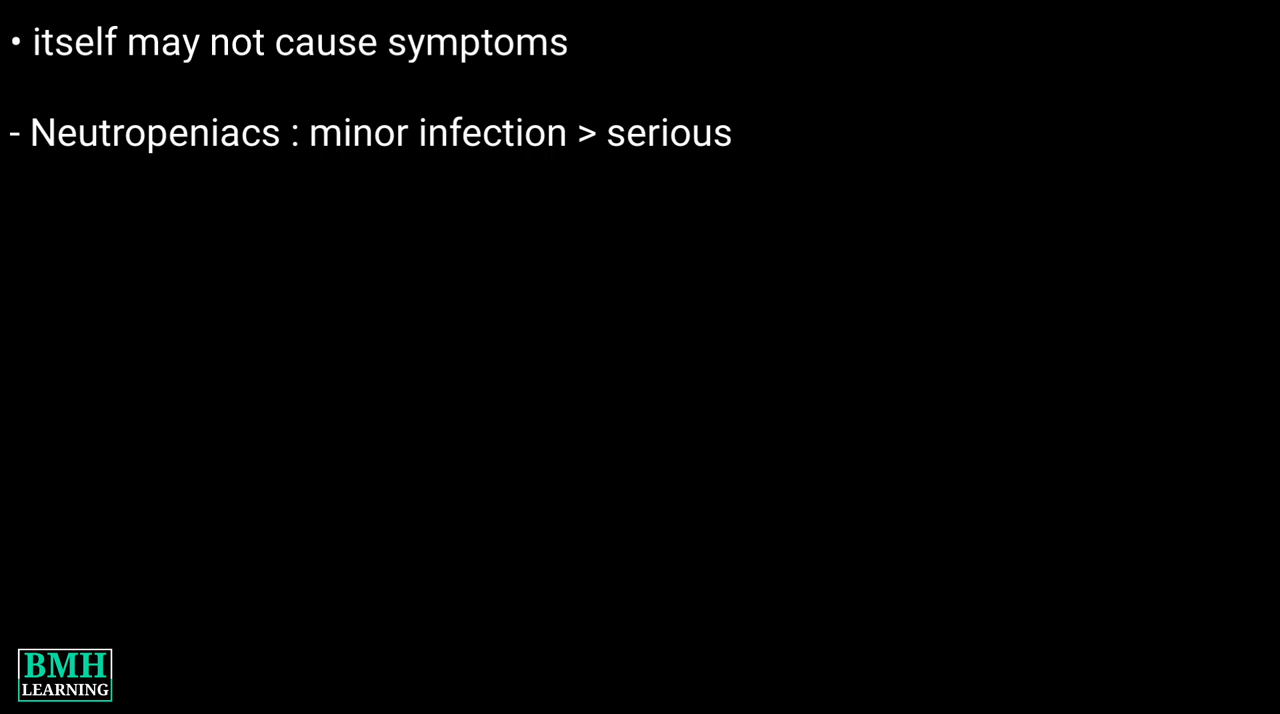 • itself may not cause symptoms
- Neutropeniacs : minor infection > serious
BMH
LEARNING